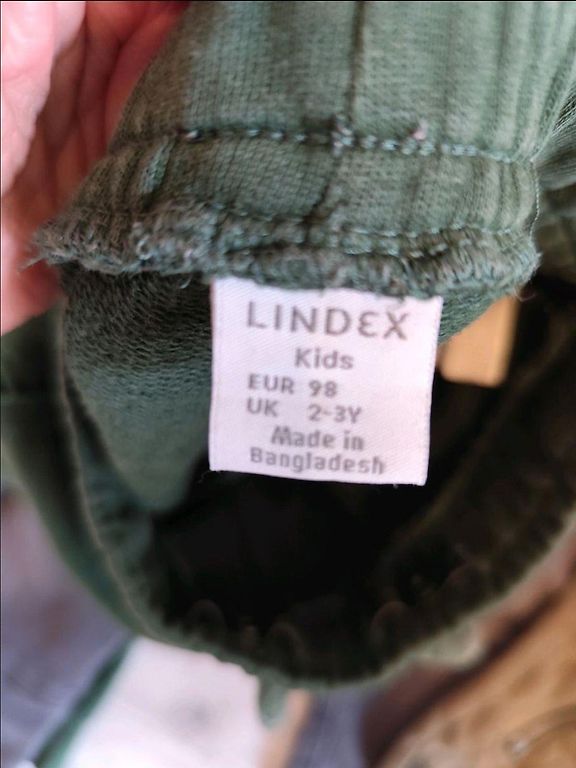 LINDEX
Kids
EUR 98
UK 2-3Y
Made in
Bangladesh